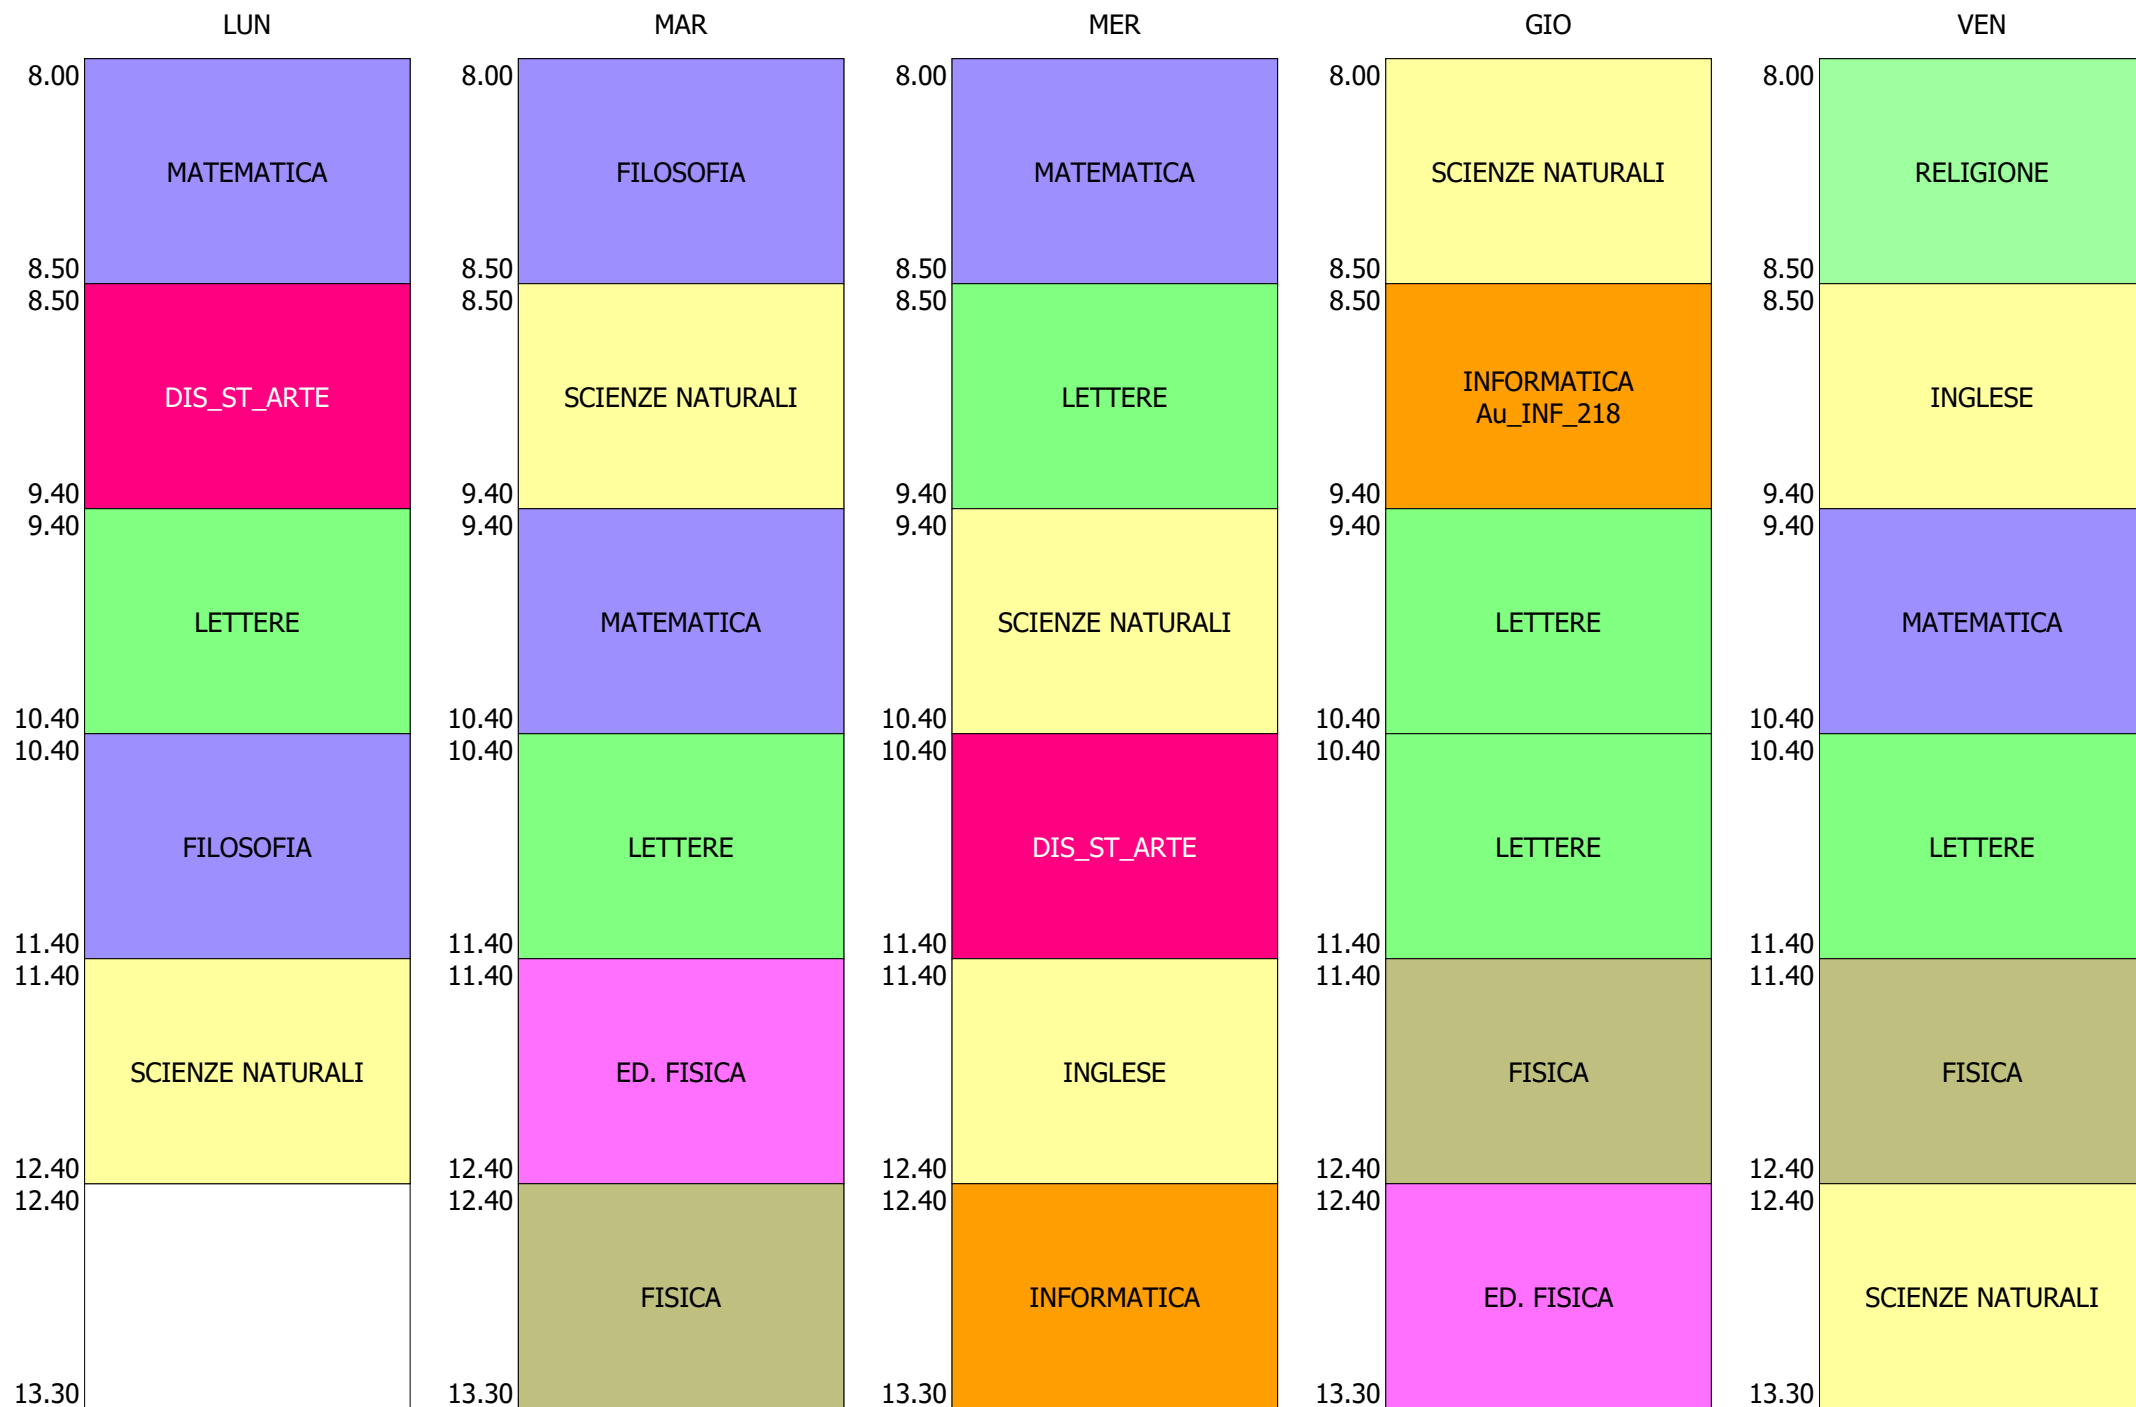 LUN MAR MER GIO VEN
8.00 8.00 8.00 8.00 8.00
MATEMATICA FILOSOFIA MATEMATICA SCIENZE NATURALI RELIGIONE
8.50 8.50 8.50 8.50 8.50
8.50 8.50 8.50 8.50 8.50
DIS_ST_ARTE SCIENZE NATURALI LETTERE INFORMATICA INGLESE
Au_INF_218
9.40 9.40 9.40 9.40 9.40
9.40 9.40 9.40 9.40 9.40
LETTERE MATEMATICA SCIENZE NATURALI LETTERE MATEMATICA
10.40 10.40 10.40 10.40 10.40
10.40 10.40 10.40 10.40 10.40
FILOSOFIA LETTERE DIS_ST_ARTE LETTERE LETTERE
11.40 11.40 11.40 11.40 11.40
11.40 11.40 11.40 11.40 11.40
SCIENZE NATURALI ED. FISICA INGLESE FISICA FISICA
12.40 12.40 12.40 12.40 12.40
12.40 12.40 12.40 12.40 12.40
FISICA INFORMATICA ED. FISICA SCIENZE NATURALI
13.30 13.30 13.30 13.30 13.30